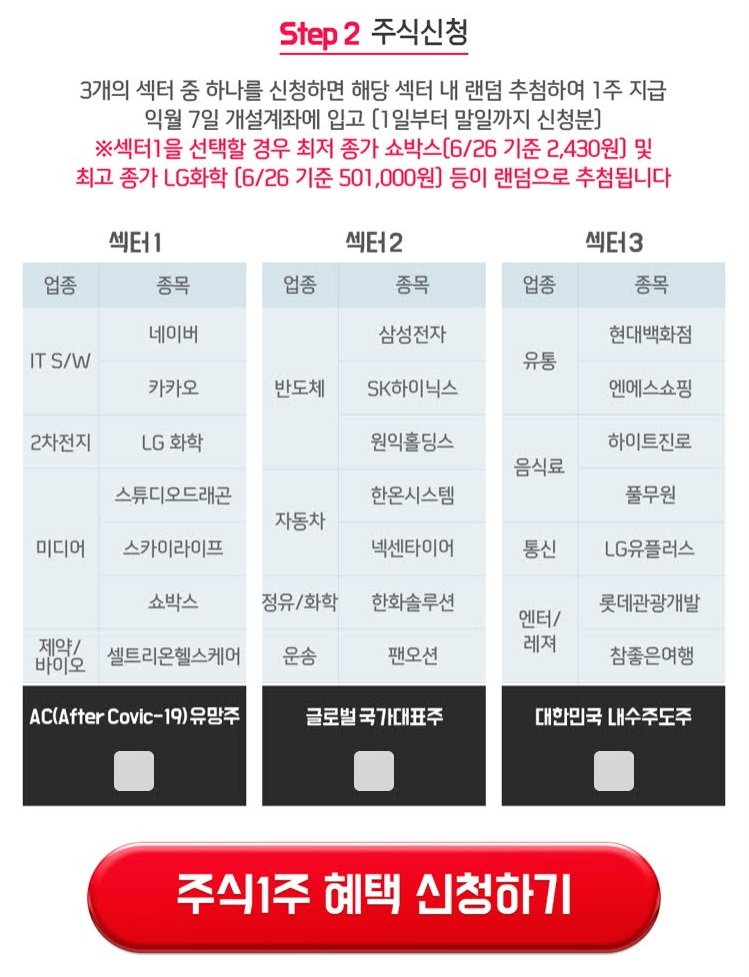 Step 2 주식신청
3개의 섹터 중 하나를 신청하면 해당 섹터 내 랜덤 추첨하여 1주 지급
익월 7일 개설계좌에 입고 (1일부터 말일까지 신청분)
※섹터1을 선택할 경우 최저 종가 쇼박스(6/26 기준 2,430원) 및
최고 종가 LG화학 (6/26 기준 501,000원) 등이 랜덤으로 추첨됩니다
섹터1
업종 종목
IT S/W
네이버
카카오
2차전지 LG 화학
미디어
스튜디오드래곤
스카이라이프
쇼박스
제약/
바이오
셀트리온헬스케어
AC(After Covic-19)유망주
섹터2
업종 종목
반도체
삼성전자
SK하이닉스
원익홀딩스
자동차
한온시스템
넥센타이어
정유/화학 한화솔루션
운송 팬오션
글로벌 국가대표주
섹터3
업종 종목
유통
현대백화점
엔에스쇼핑
음식료
하이트진로
풀무원
통신 LG유플러스
엔터/
레져
롯데관광개발
참좋은여행
대한민국 내수주도주
주식1주 혜택 신청하기